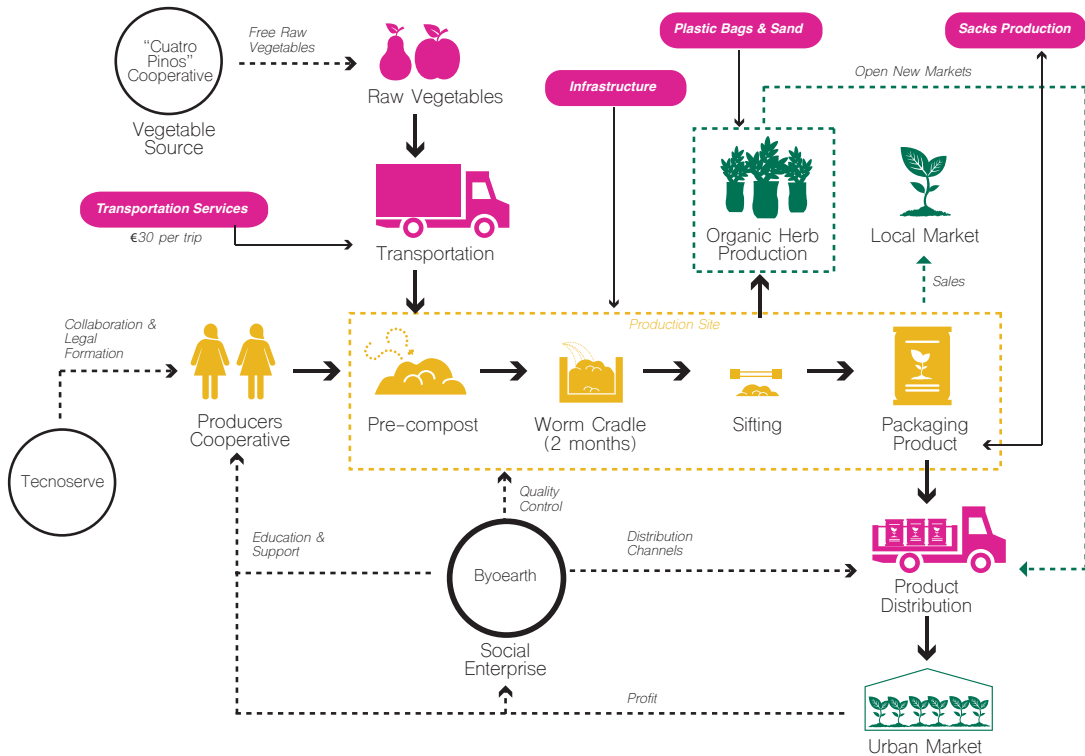 “Cuatro
Pinos”
Cooperative
Vegetable
Source
Free Raw
Vegetables
Raw Vegetables
Plastic Bags & Sand
Sacks Production
Infrastructure
Open New Markets
Transportation Services
€30 per trip
Transportation
Organic Herb
Production
Local Market
Sales
Collaboration &
Legal
Formation
Production Site
Producers
Cooperative
Pre-compost
Worm Cradle
(2 months)
Sifting
Packaging
Product
Tecnoserve
Quality
Control
Education &
Support
Byoearth
Distribution
Channels
Product
Distribution
Social
Enterprise
Profit
Urban Market